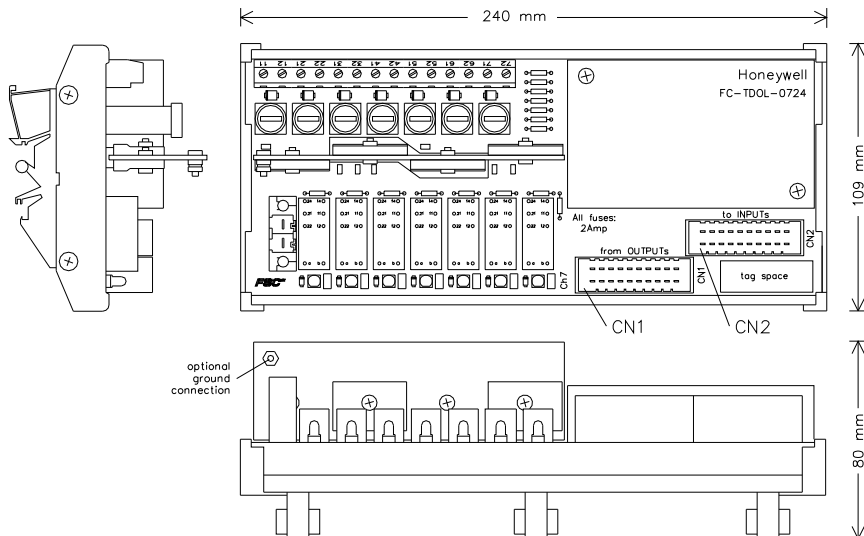 240 mm
11 12 21 22 31 32 41 42 51 52 61 62 71 72
Honeywell
FC-TDOL-0724
109 mm
All fuses:
2Amp
to INPUTs
CN2
from OUTPUTs
CN1
tag space
Ch7
FSC
CN1
CN2
optional
ground
connection
80 mm